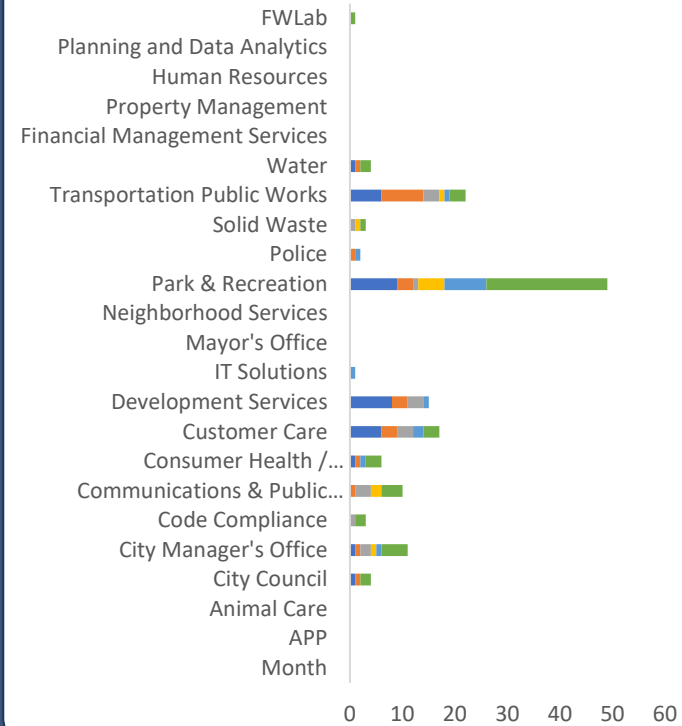 FWLab
Planning and Data Analytics
Human Resources
Property Management
Financial Management Services
Water
Transportation Public Works
Solid Waste
Police
Park & Recreation
Neighborhood Services
Mayor's Office
IT Solutions
Development Services
Customer Care
Consumer Health /...
Communications & Public...
Code Compliance
City Manager's Office
City Council
Animal Care
APP
Month
0 10 20 30 40 50 60